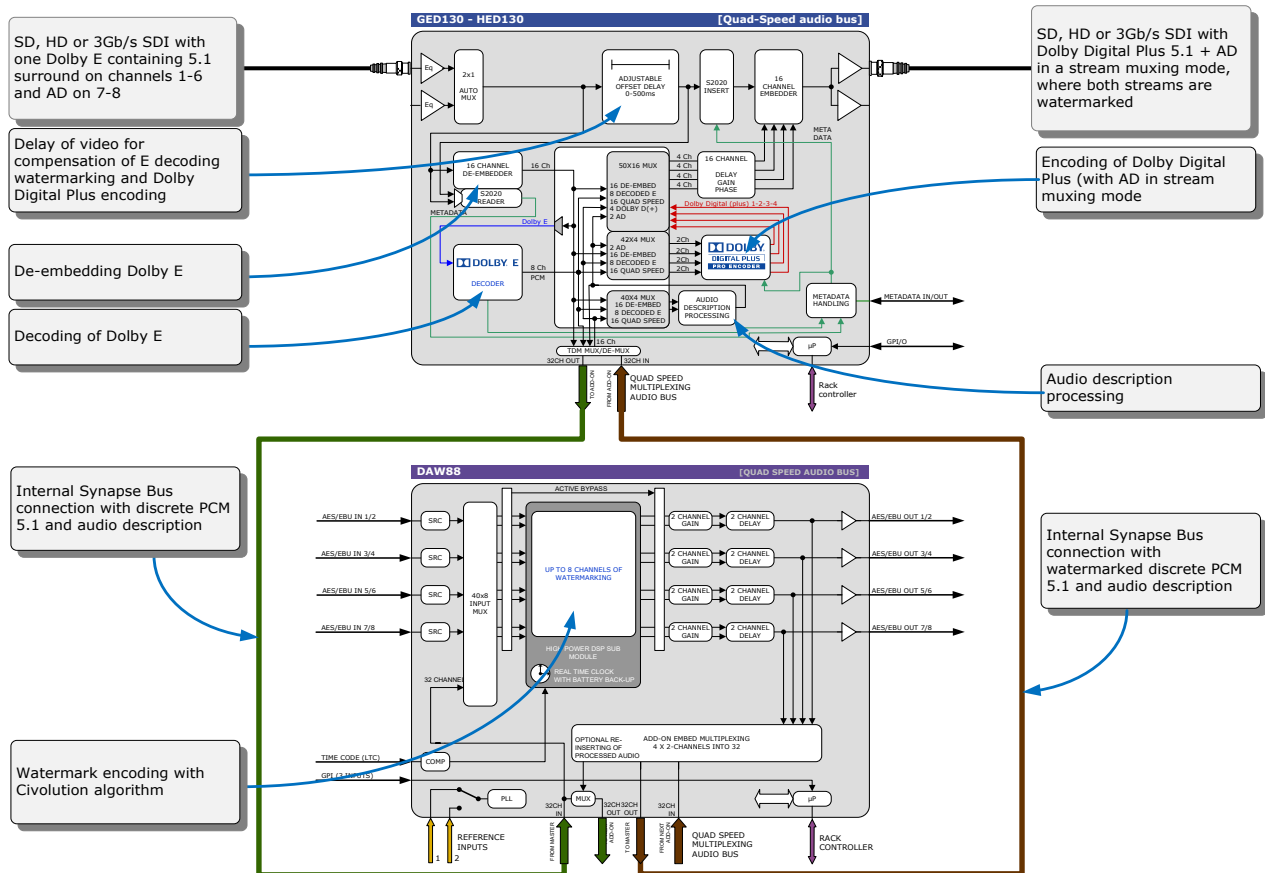 GED130 - HED130
[Quad-Speed audio bus]
SD, HD or 3Gb/s SDI with
one Dolby E containing 5.1
surround on channels 1-6
and AD on 7-8
Delay of video for
compensation of E decoding
watermarking and Dolby
Digital Plus encoding
De-embedding Dolby E
Decoding of Dolby E
Eq
Eq
2x1
AUTO
MUX
ADJUSTABLE
OFFSET DELAY
0-500ms
S2020
INSERT
16
CHANNEL
EMBEDDER
META
DATA
16 CHANNEL
DE-EMBEDDER
16 Ch
S2020
READER
METADATA
Dolby E
DOLBY E
DECODER
8 Ch
PCM
50X16 MUX
16 DE-EMBED
8 DECODED E
16 QUAD SPEED
4 DOLBY D(+)
2 AD
4 Ch
4 Ch
4 Ch
4 Ch
16 CHANNEL
DELAY
GAIN
PHASE
Dolby Digital (plus) 1-2-3-4
42X4 MUX
2 AD
16 DE-EMBED
8 DECODED E
16 QUAD SPEED
2Ch
2Ch
2Ch
2Ch
DOLBY
DIGITAL PLUS
PRO ENCODER
40X4 MUX
16 DE-EMBED
8 DECODED E
16 QUAD SPEED
AUDIO
DESCRIPTION
PROCESSING
METADATA
HANDLING
METADATA IN/OUT
16 Ch
TDM MUX/DE-MUX
µP
GPI/O
32CH OUT
32CH IN
TO ADD-ON
FROM ADD-ON
QUAD SPEED
MULTIPLEXING
AUDIO BUS
Rack
controller
SD, HD or 3Gb/s SDI with
Dolby Digital Plus 5.1 + AD
in a stream muxing mode,
where both streams are
watermarked
Encoding of Dolby Digital
Plus (with AD in stream
muxing mode
Audio description
processing
DAW88
[QUAD SPEED AUDIO BUS]
Internal Synapse Bus
connection with discrete PCM
5.1 and audio description
Watermark encoding with
Civolution algorithm
ACTIVE BYPASS
AES/EBU IN 1/2
SRC
2 CHANNEL
GAIN
2 CHANNEL
DELAY
AES/EBU OUT 1/2
AES/EBU IN 3/4
SRC
2 CHANNEL
GAIN
2 CHANNEL
DELAY
AES/EBU OUT 3/4
AES/EBU IN 5/6
SRC
2 CHANNEL
GAIN
2 CHANNEL
DELAY
AES/EBU OUT 5/6
AES/EBU IN 7/8
SRC
2 CHANNEL
GAIN
2 CHANNEL
DELAY
AES/EBU OUT 7/8
40x8
INPUT
MUX
UP TO 8 CHANNELS OF
WATERMARKING
HIGH POWER DSP SUB
MODULE
REAL TIME CLOCK
WITH BATTERY BACK-UP
32 CHANNEL
OPTIONAL RE-
INSERTING OF
PROCESSED AUDIO
ADD-ON EMBED MULTIPLEXING
4 X 2-CHANNELS INTO 32
TIME CODE (LTC)
COMP
GPI (3 INPUTS)
PLL
MUX
µP
32CH
IN
32CH
OUT
32CH
OUT
32CH
IN
REFERENCE
INPUTS
1
2
FROM MASTER
ADD-ON
TO MASTER
FROM NEXT
ADD-ON
QUAD SPEED
MULTIPLEXING
AUDIO BUS
RACK
CONTROLLER
Internal Synapse Bus
connection with
watermarked discrete PCM
5.1 and audio description